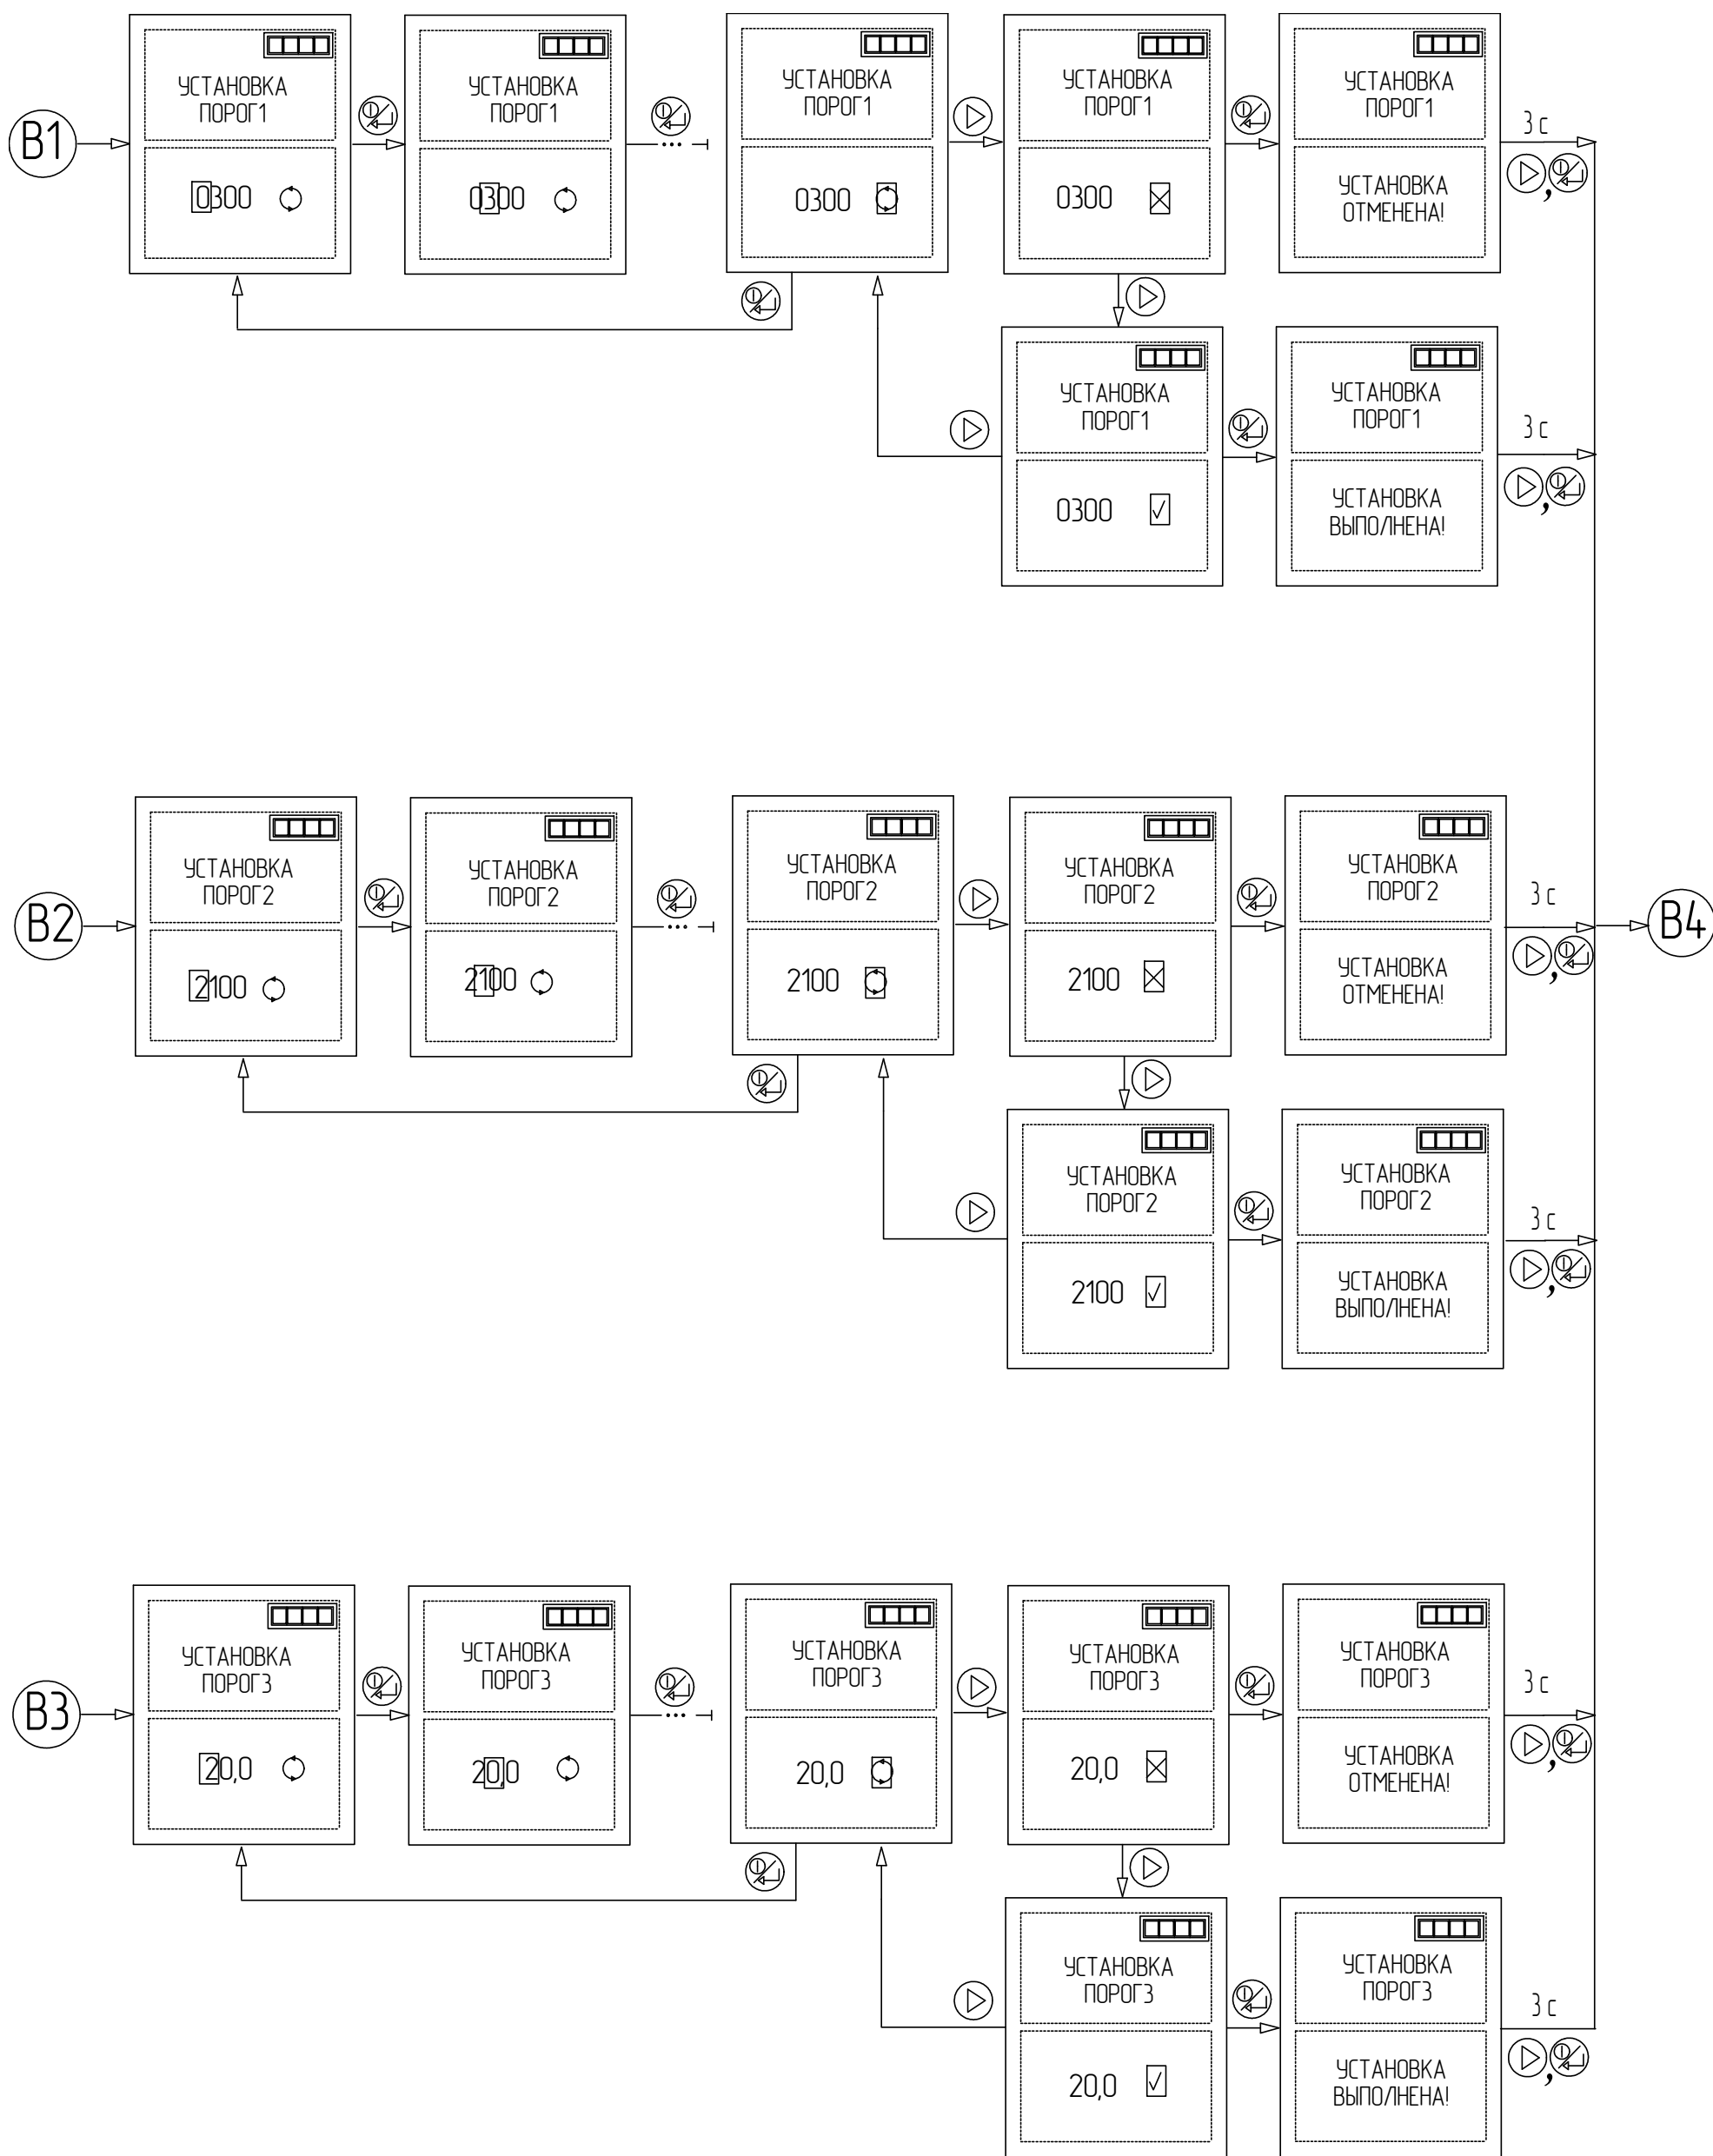 УСТАНОВКА
ПОРОГ1
0300
УСТАНОВКА
ПОРОГ1
0300
...
УСТАНОВКА
ПОРОГ1
0300
УСТАНОВКА
ПОРОГ1
0300
УСТАНОВКА
ПОРОГ1
УСТАНОВКА
ОТМЕНЕНА!
3 с
,
В1
УСТАНОВКА
ПОРОГ1
0300
УСТАНОВКА
ПОРОГ1
УСТАНОВКА
ВЫПОЛНЕНА!
3 с
,
В2
УСТАНОВКА
ПОРОГ2
2100
УСТАНОВКА
ПОРОГ2
2100
...
УСТАНОВКА
ПОРОГ2
2100
УСТАНОВКА
ПОРОГ2
2100
УСТАНОВКА
ПОРОГ2
УСТАНОВКА
ОТМЕНЕНА!
3 с
,
В4
УСТАНОВКА
ПОРОГ2
2100
УСТАНОВКА
ПОРОГ2
УСТАНОВКА
ВЫПОЛНЕНА!
3 с
,
В3
УСТАНОВКА
ПОРОГ3
20,0
УСТАНОВКА
ПОРОГ3
20,0
...
УСТАНОВКА
ПОРОГ3
20,0
УСТАНОВКА
ПОРОГ3
20,0
УСТАНОВКА
ПОРОГ3
УСТАНОВКА
ОТМЕНЕНА!
3 с
,
УСТАНОВКА
ПОРОГ3
20,0
УСТАНОВКА
ПОРОГ3
УСТАНОВКА
ВЫПОЛНЕНА!
3 с
,